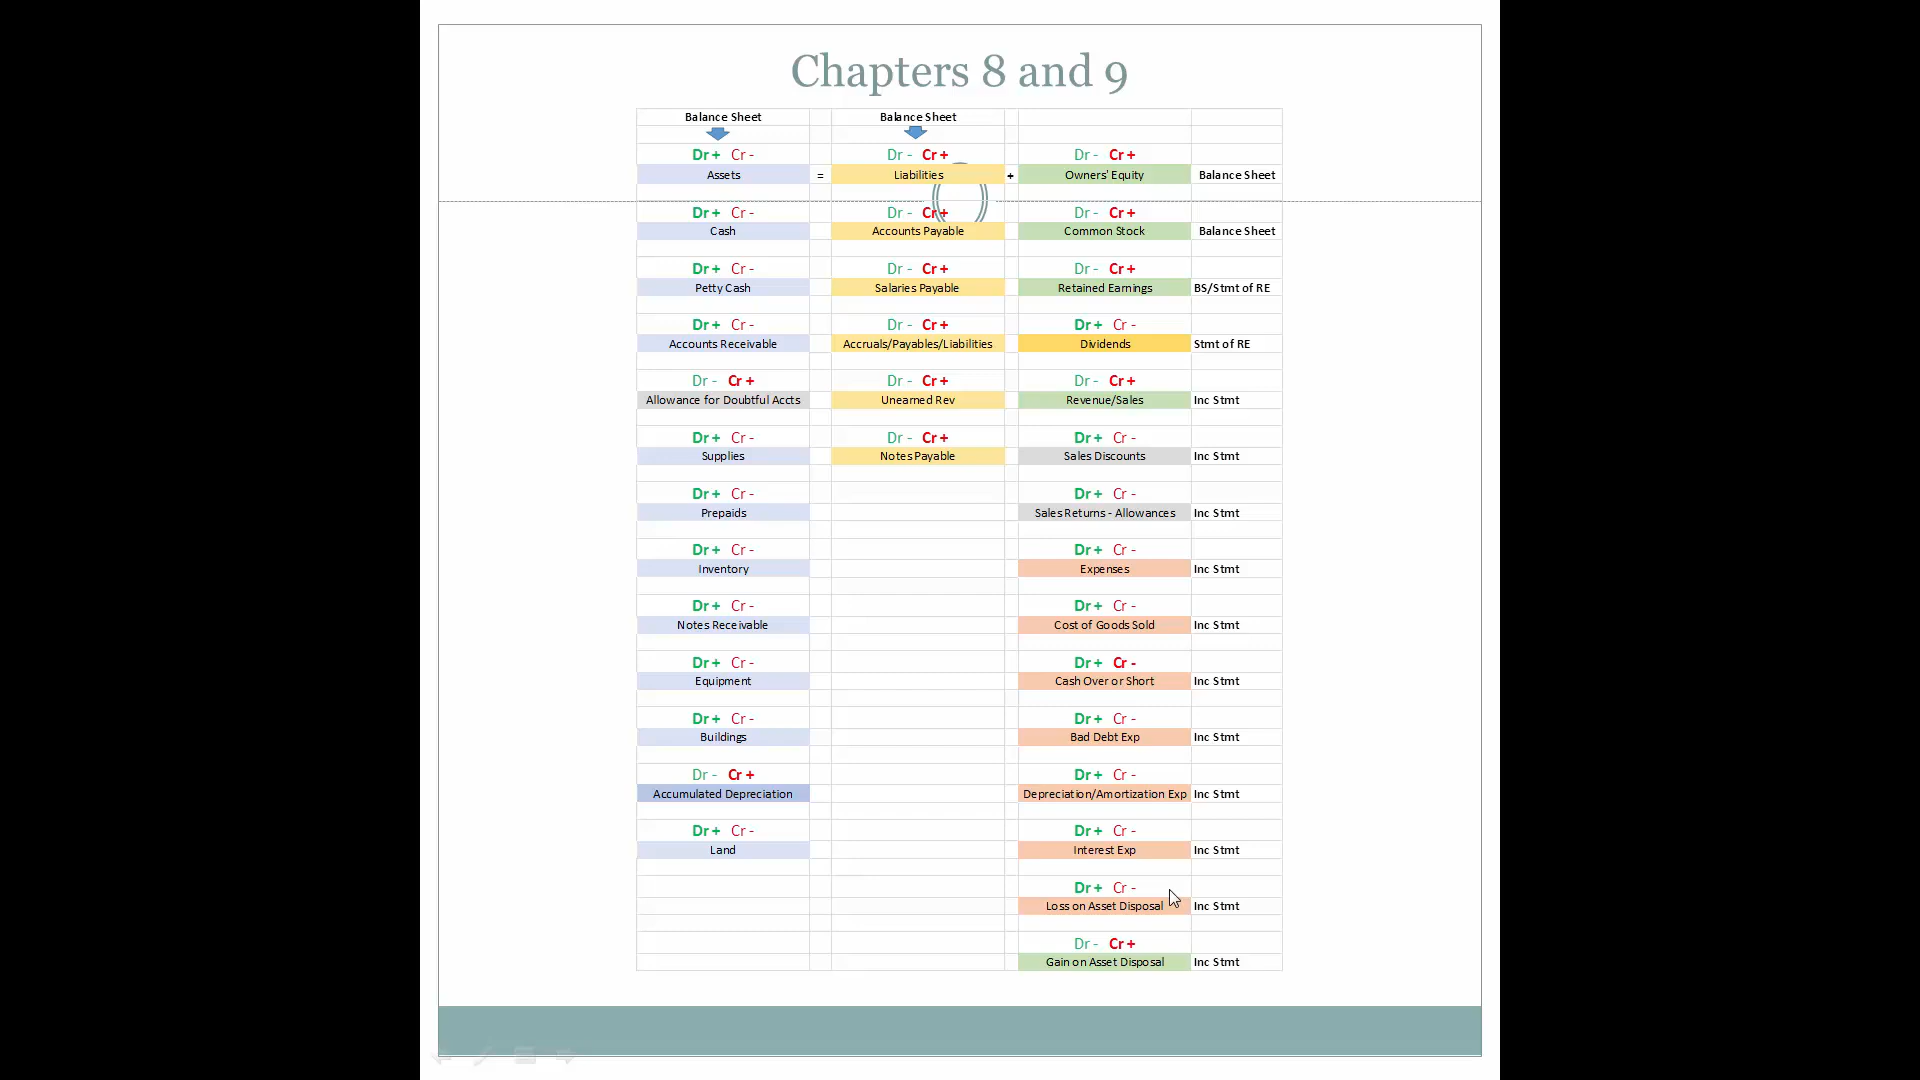 Chapters 8 and 9
Balance Sheet Balance Sheet
Dr + Cr - Dr - Cr + Dr - Cr +
Assets = Liabilities + Owners' Equity Balance Sheet
Dr + Cr - Dr - Cr + Dr - Cr +
Cash Accounts Payable Common Stock Balance Sheet
Dr + Cr - Dr - Cr + Dr - Cr +
Petty Cash Salaries Payable Retained Earnings BS/Stmt of RE
Dr + Cr - Dr - Cr + Dr + Cr -
Accounts Receivable Accruals/Payables/Liabilities Dividends Stmt of RE
Dr - Cr + Dr - Cr + Dr - Cr +
Allowance for Doubtful Accts Unearned Rev Revenue/Sales Inc Stmt
Dr + Cr - Dr - Cr + Dr + Cr -
Supplies Notes Payable Sales Discounts Inc Stmt
Dr + Cr - Dr + Cr -
Prepaids Sales Returns - Allowances Inc Stmt
Dr + Cr - Dr + Cr -
Inventory Expenses Inc Stmt
Dr + Cr - Dr + Cr -
Notes Receivable Cost of Goods Sold Inc Stmt
Dr + Cr - Dr + Cr -
Equipment Cash Over or Short Inc Stmt
Dr + Cr - Dr + Cr -
Buildings Bad Debt Exp Inc Stmt
Dr - Cr + Dr + Cr -
Accumulated Depreciation Depreciation/Amortization Exp Inc Stmt
Dr + Cr - Dr + Cr -
Land Interest Exp Inc Stmt
Dr + Cr -
Loss on Asset Disposal Inc Stmt
Dr - Cr +
Gain on Asset Disposal Inc Stmt